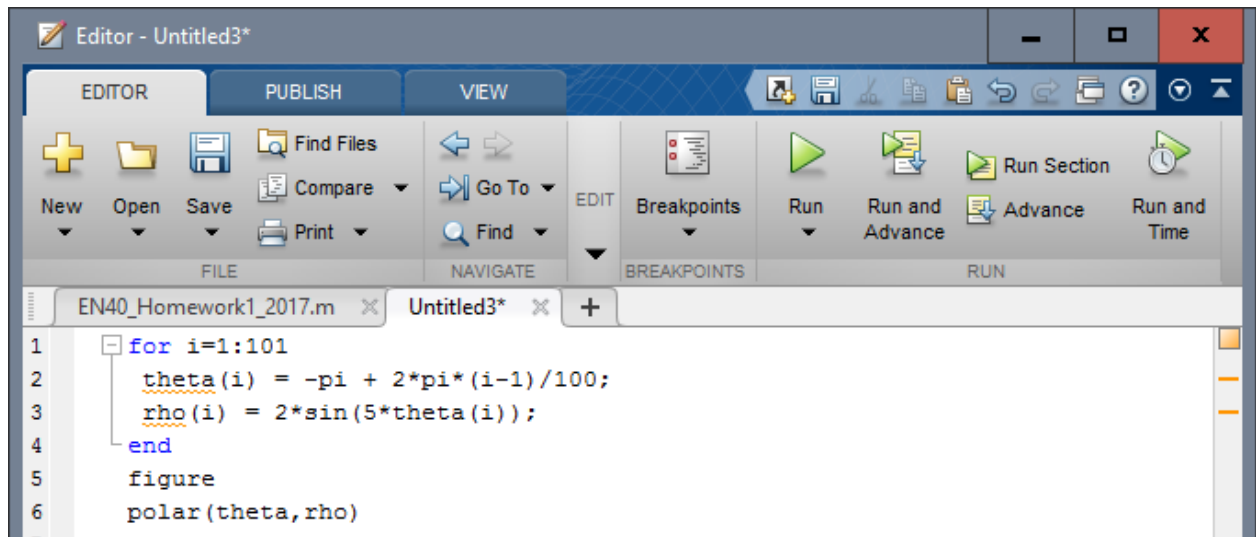 Editor - Untitled3*
EDITOR PUBLISH VIEW
New Open Save Find Files Compare Print
FILE
Go To Find
NAVIGATE
EDIT
Breakpoints
BREAKPOINTS
Run Run and Advance Run Section Advance Run and Time
RUN
EN40_Homework1_2017.m Untitled3* +
1 for i=1:101
2 theta(i) = -pi + 2*pi*(i-1)/100;
3 rho(i) = 2*sin(5*theta(i));
4 end
5 figure
6 polar(theta,rho)